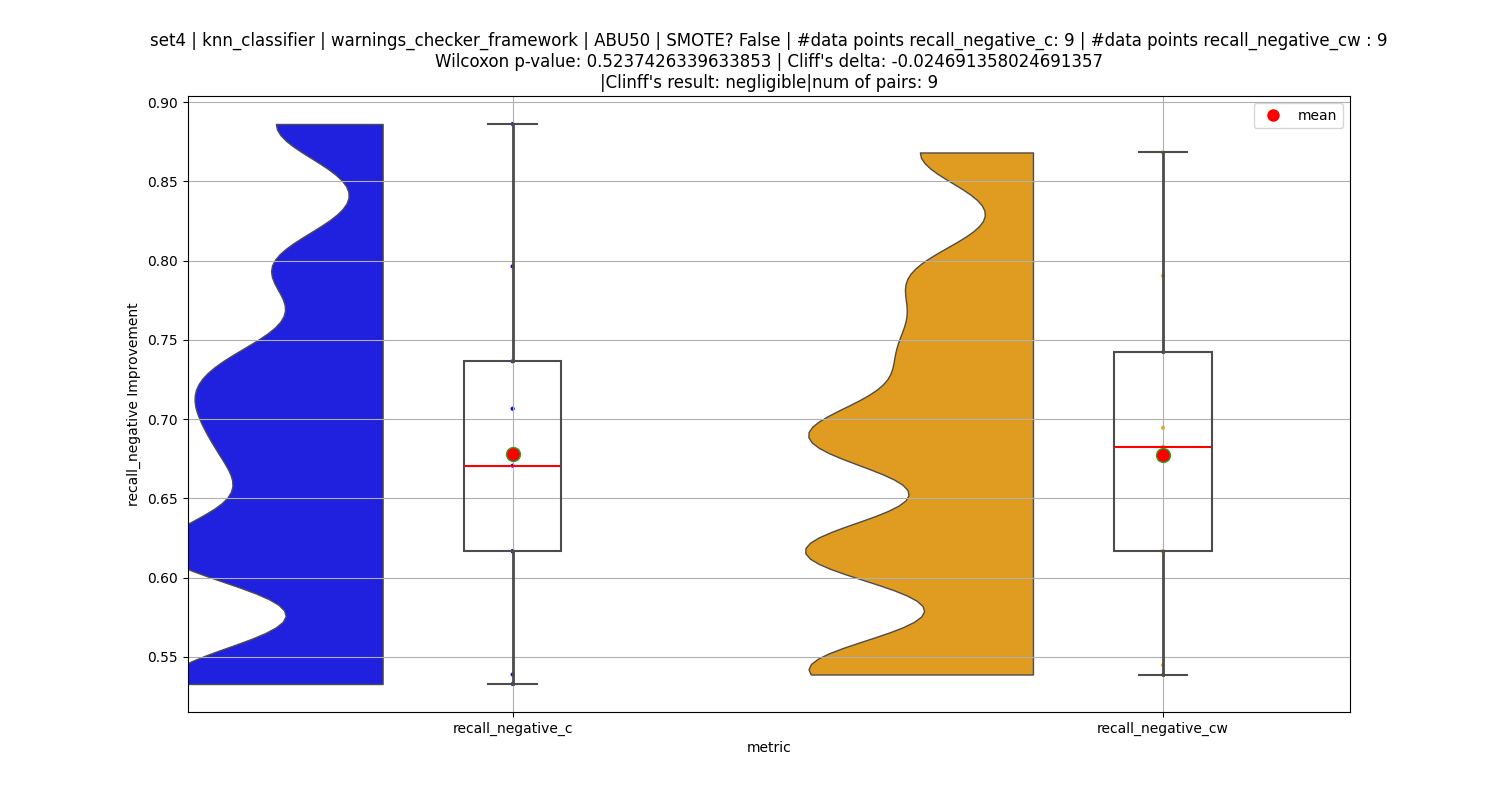 set4 | knn_classifier | warnings_checker_framework | ABU50 | SMOTE? False | #data points recall_negative_c: 9 | #data points recall_negative_cw : 9
Wilcoxon p-value: 0.5237426339633853 | Cliff's delta: -0.024691358024691357
|Clinff's result: negligible|num of pairs: 9
mean
recall_negative Improvement
0.90
0.85
0.80
0.75
0.70
0.65
0.60
0.55
recall_negative_c
recall_negative_cw
metric